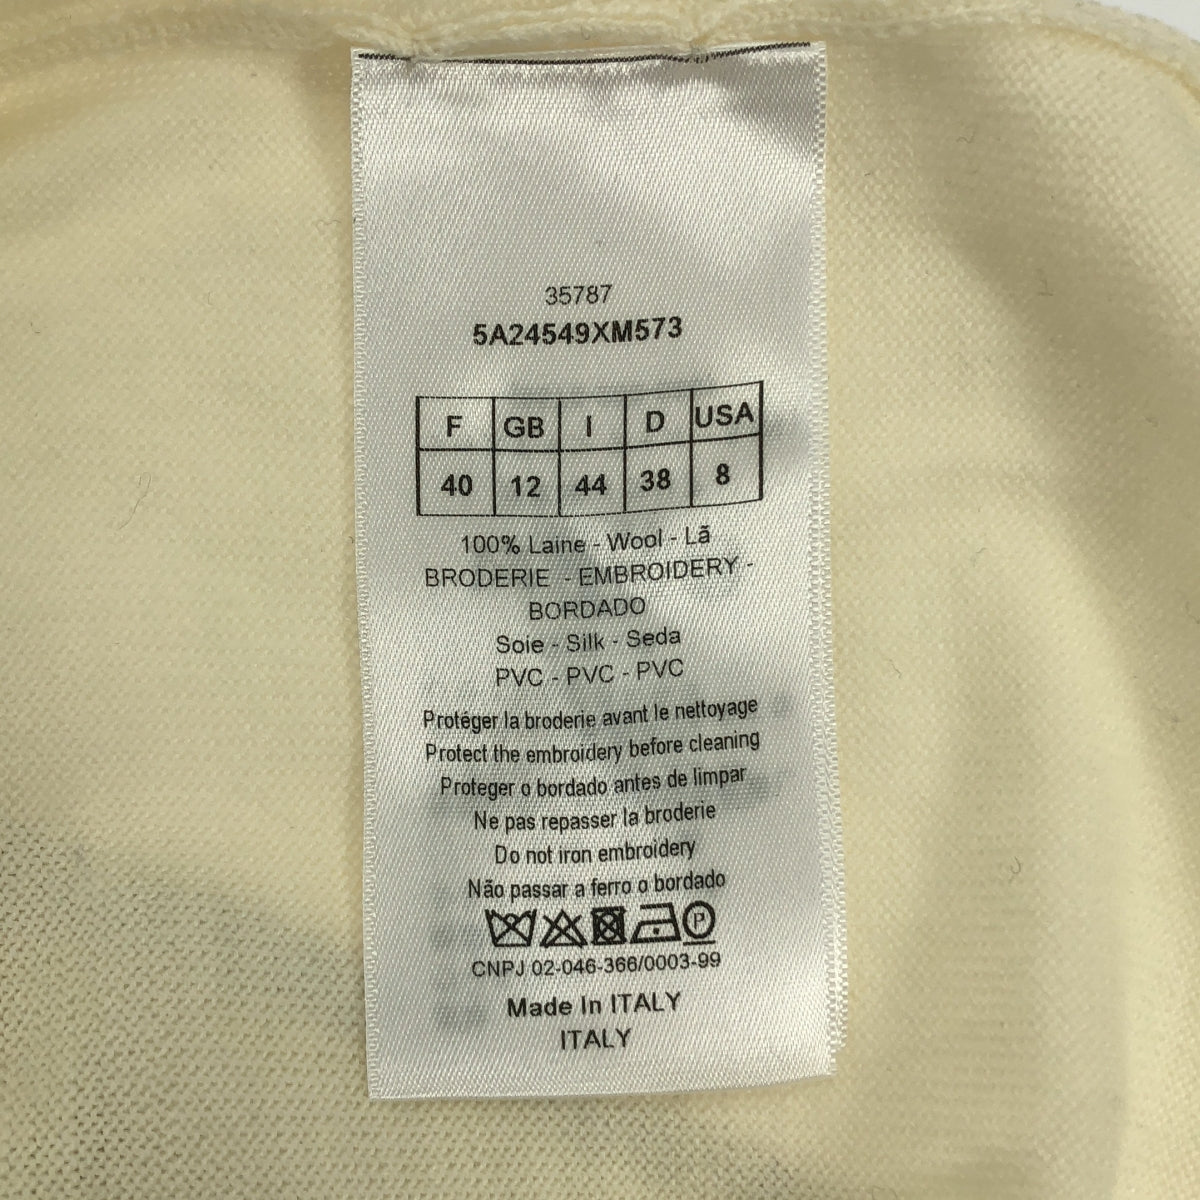 35787
5A24549XM573
F GB I D USA
40 12 44 38 8
100% Laine - Wool - Lã
BRODERIE - EMBROIDERY -
BORDADO
Soie - Silk - Seda
PVC - PVC - PVC
Protéger la broderie avant le nettoyage
Protect the embroidery before cleaning
Proteger o bordado antes de limpar
Ne pas repasser la broderie
Do not iron embroidery
Não passar a ferro o bordado
P
CNPJ 02-046-366/0003-99
Made In ITALY
ITALY